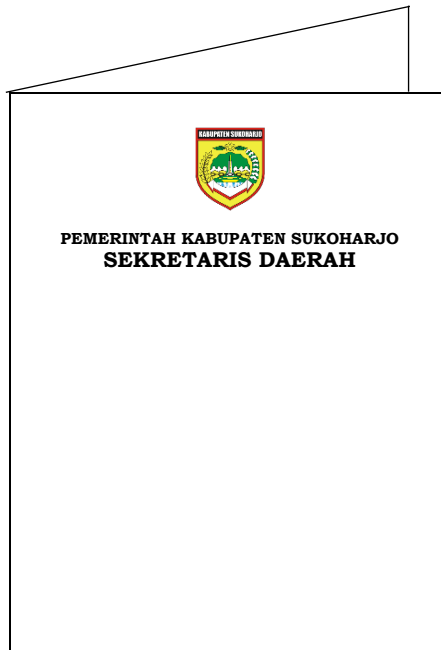 KABUPATEN SUKOHARJO
PEMERINTAH KABUPATEN SUKOHARJO
SEKRETARIS DAERAH